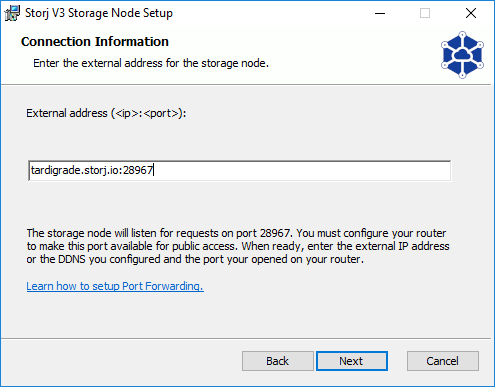 Storj V3 Storage Node Setup
Connection Information
Enter the external address for the storage node.
External address (<ip>:<port>):
tardigrade.storj.io:28967
The storage node will listen for requests on port 28967. You must configure your router
to make this port available for public access. When ready, enter the external IP address
or the DDNS you configured and the port your opened on your router.
Learn how to setup Port Forwarding.
Back
Next
Cancel